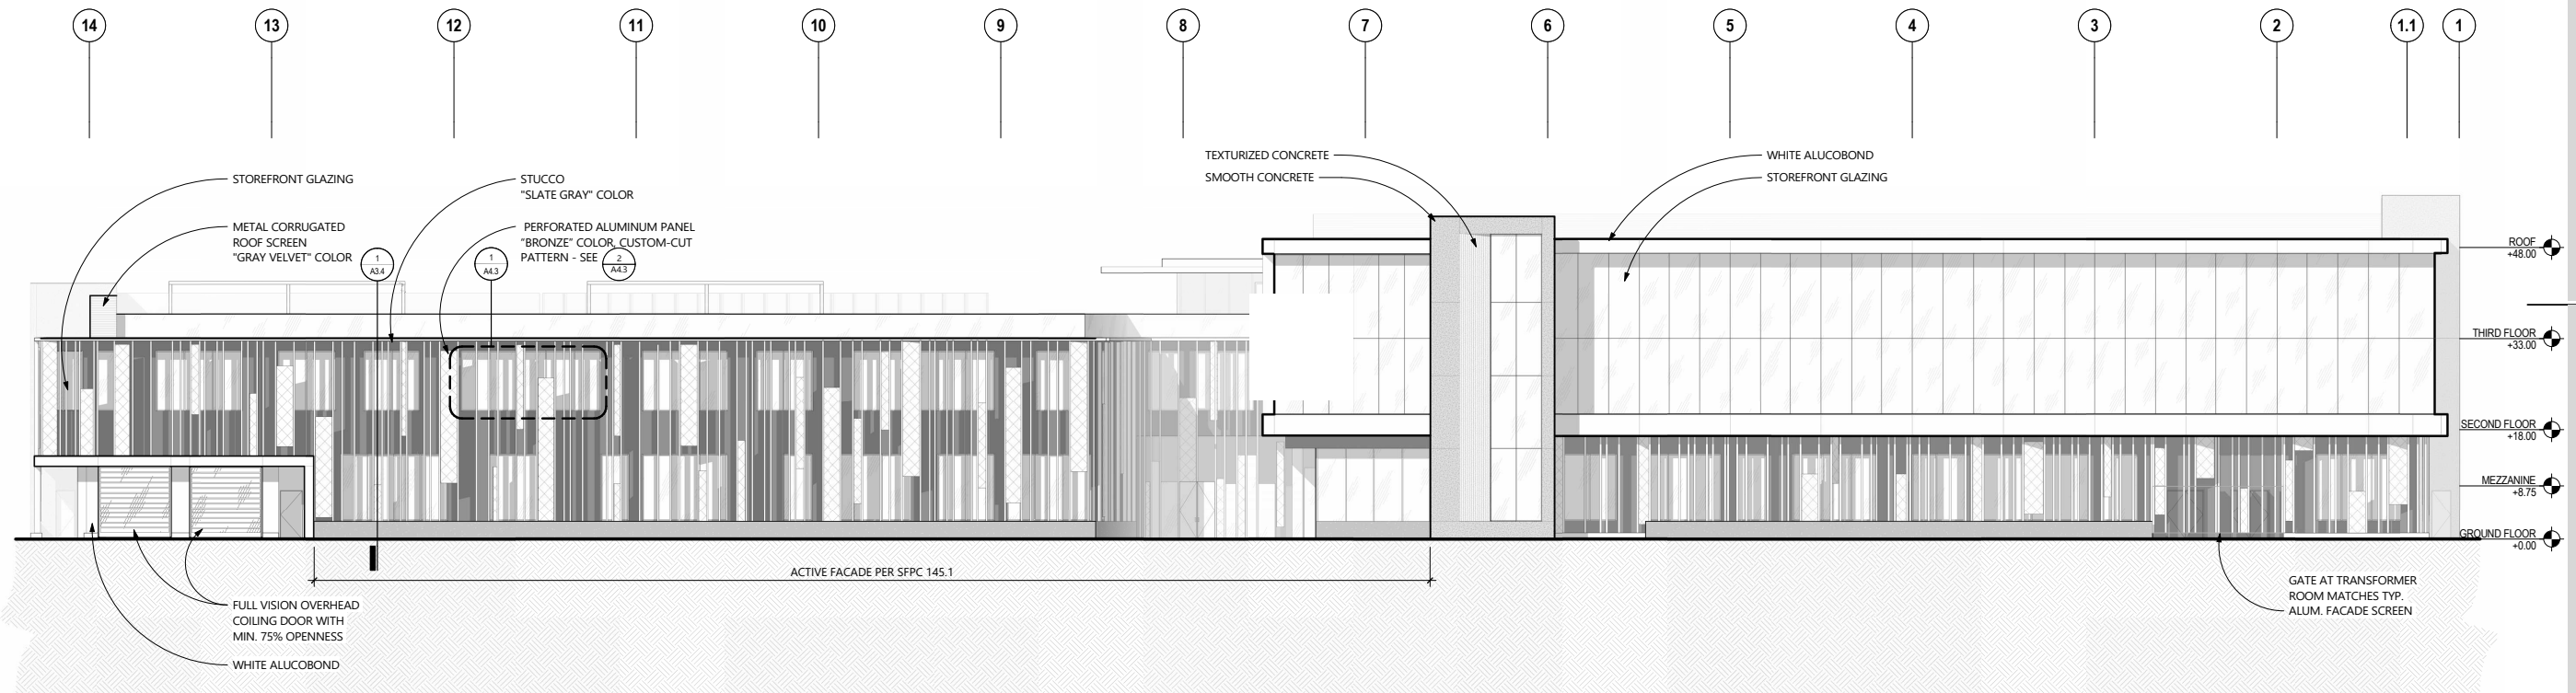 14
13
12
11
10
9
8
7
6
5
4
3
2
1.1
1
STOREFRONT GLAZING
METAL CORRUGATED
ROOF SCREEN
"GRAY VELVET" COLOR
STUCCO
"SLATE GRAY" COLOR
PERFORATED ALUMINUM PANEL
"BRONZE" COLOR, CUSTOM-CUT
PATTERN - SEE
1
A3.4
1
A4.3
2
A4.3
TEXTURIZED CONCRETE
SMOOTH CONCRETE
WHITE ALUCOBOND
STOREFRONT GLAZING
ROOF
+48.00
THIRD FLOOR
+33.00
SECOND FLOOR
+18.00
MEZZANINE
+8.75
GROUND FLOOR
+0.00
ACTIVE FACADE PER SFPC 145.1
FULL VISION OVERHEAD
COILING DOOR WITH
MIN. 75% OPENNESS
WHITE ALUCOBOND
GATE AT TRANSFORMER
ROOM MATCHES TYP.
ALUM. FACADE SCREEN